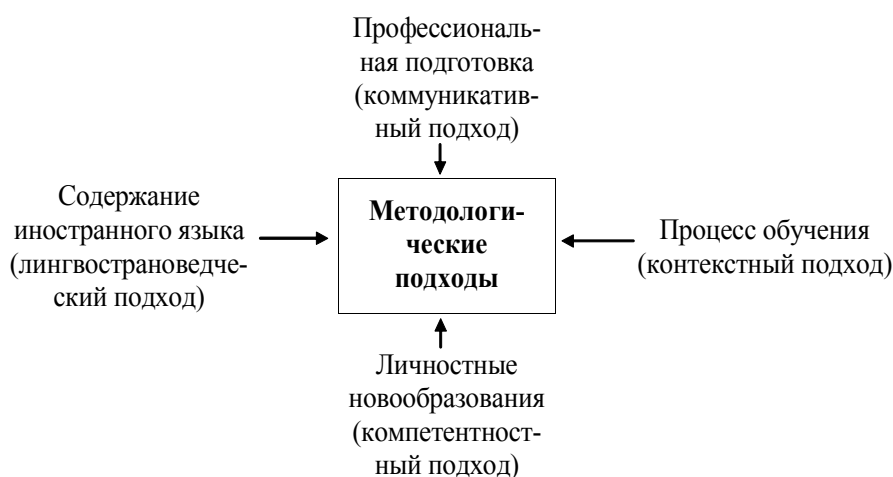 Профессиональ-
ная подготовка
(коммуникатив-
ный подход)
Содержание
иностранного языка
(лингвострановедче-
ский подход)
Методологи-
ческие
подходы
Процесс обучения
(контекстный подход)
Личностные
новообразования
(компетентност-
ный подход)